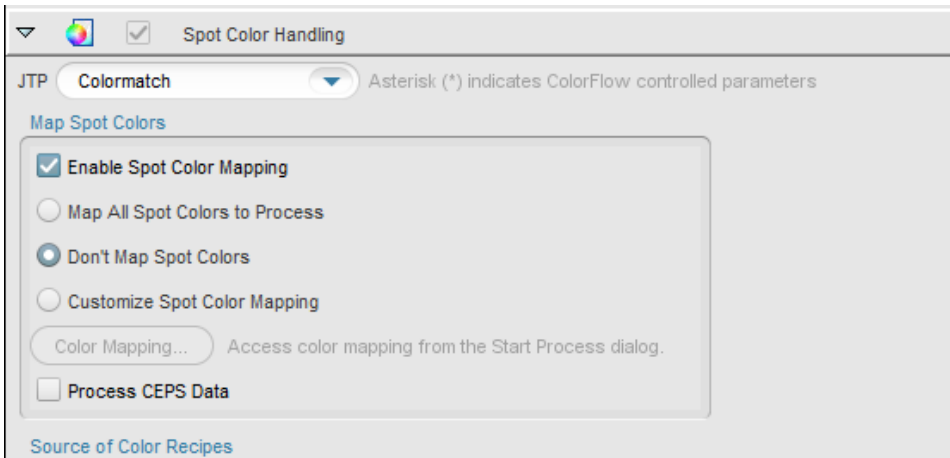 Spot Color Handling
JTP Colormatch Asterisk (*) indicates ColorFlow controlled parameters
Map Spot Colors
Enable Spot Color Mapping
Map All Spot Colors to Process
Don't Map Spot Colors
Customize Spot Color Mapping
Color Mapping... Access color mapping from the Start Process dialog.
Process CEPS Data
Source of Color Recipes